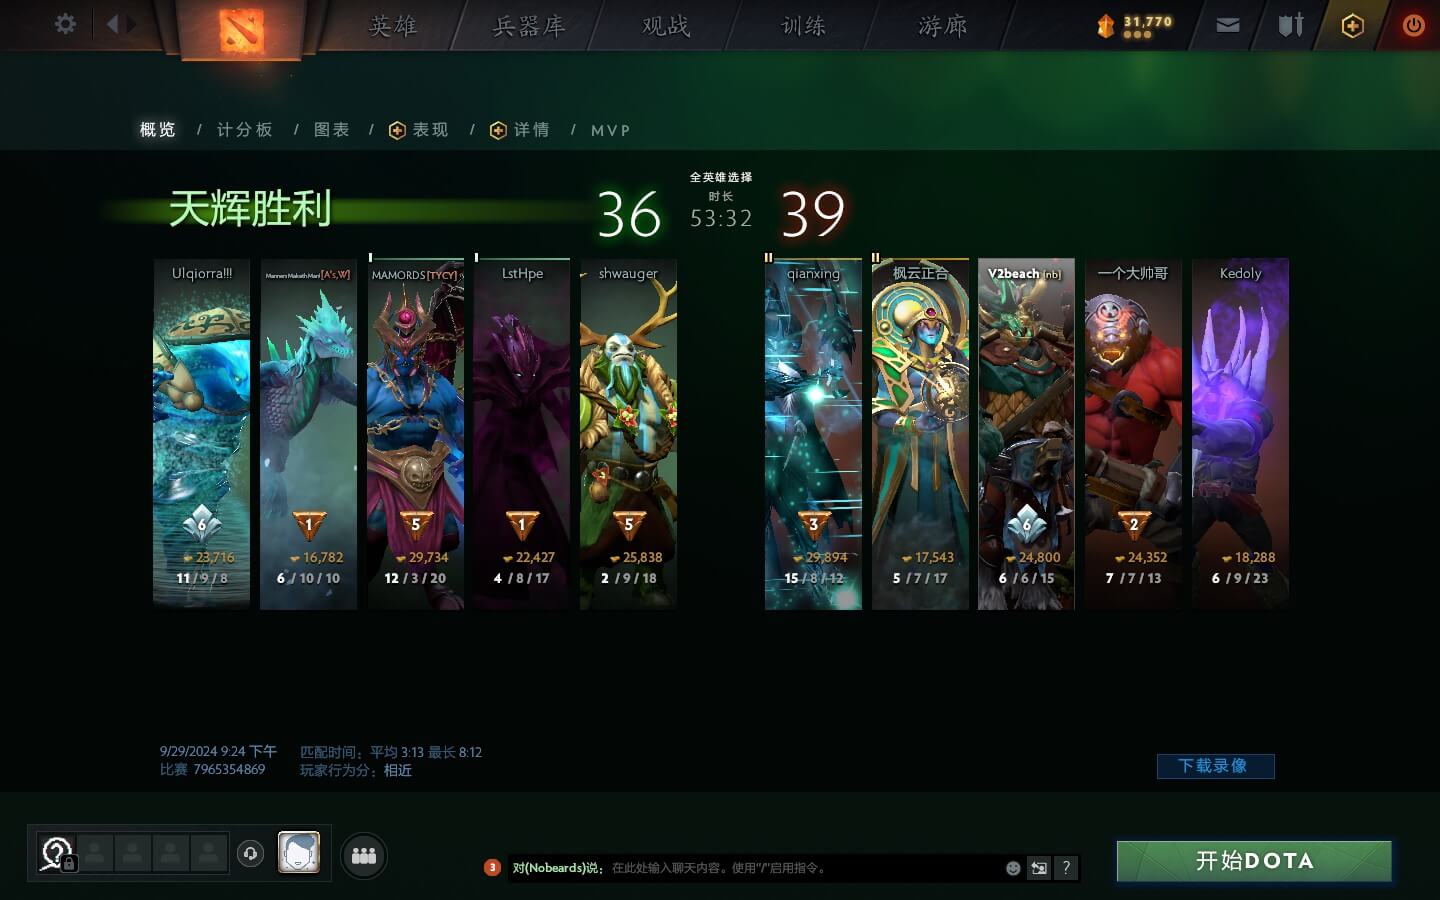 英雄 兵器库 观战 训练 游廊 31,770
概览 / 计分板 / 图表 / 表现 / 详情 / MVP
天辉胜利 36 39
全英雄选择
时长
53:32
Ulqiorra!!! [A's,W] MAMORDS[TYCY] LstHpe shwauger qianxing 枫云正合 V2beach [nb] 一个大帅哥 Kedoly
6 1 5 1 5 3 6 2
23,716 16,782 29,734 22,427 25,838 29,894 17,543 24,800 24,352 18,288
11/9/8 6/10/10 12/3/20 4/8/17 2/9/18 15/8/12 5/7/17 6/6/15 7/7/13 6/9/23
9/29/2024 9:24 下午 匹配时间：平均 3:13 最长 8:12
比赛 7965354869 玩家行为分：相近
下载录像
3 对(Nobeards)说： 在此处输入聊天内容。使用“/”启用指令。 ?
开始DOTA